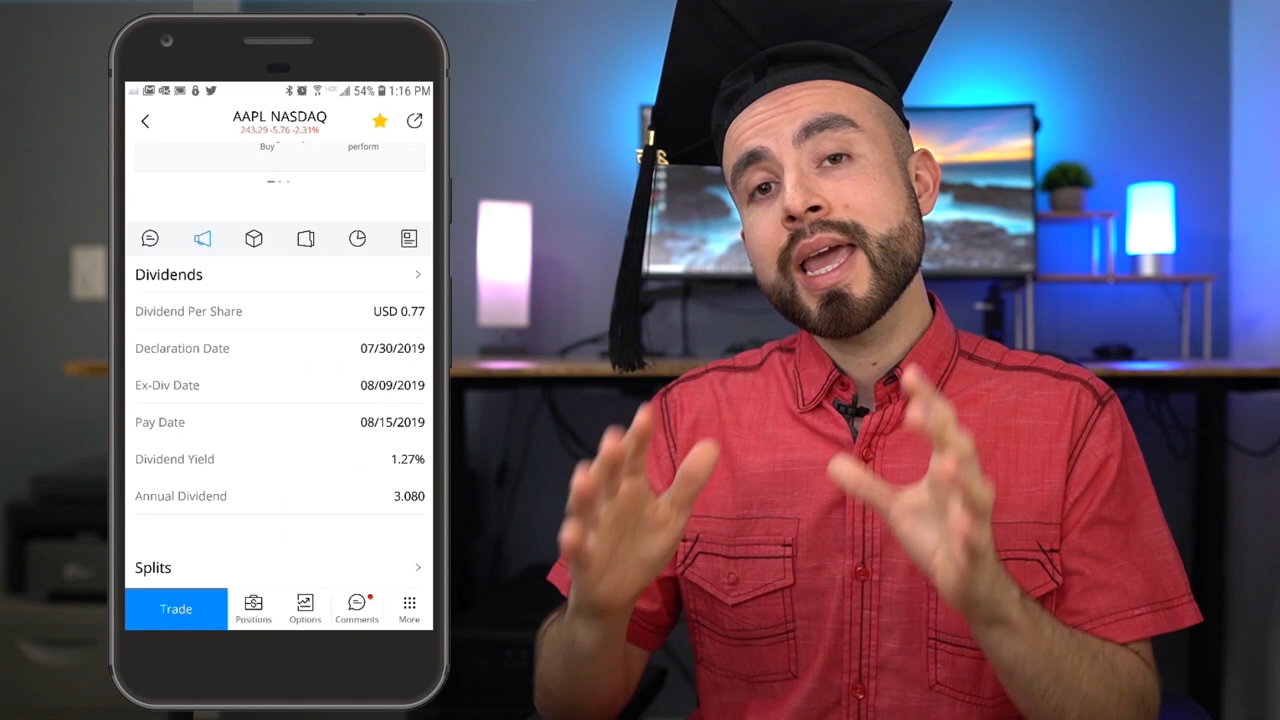 54% 1:16 PM
AAPL NASDAQ
243.29 -5.76 -2.31%
Buy perform
Dividends
Dividend Per Share USD 0.77
Declaration Date 07/30/2019
Ex-Div Date 08/09/2019
Pay Date 08/15/2019
Dividend Yield 1.27%
Annual Dividend 3.080
Splits
Trade
Positions Options Comments More